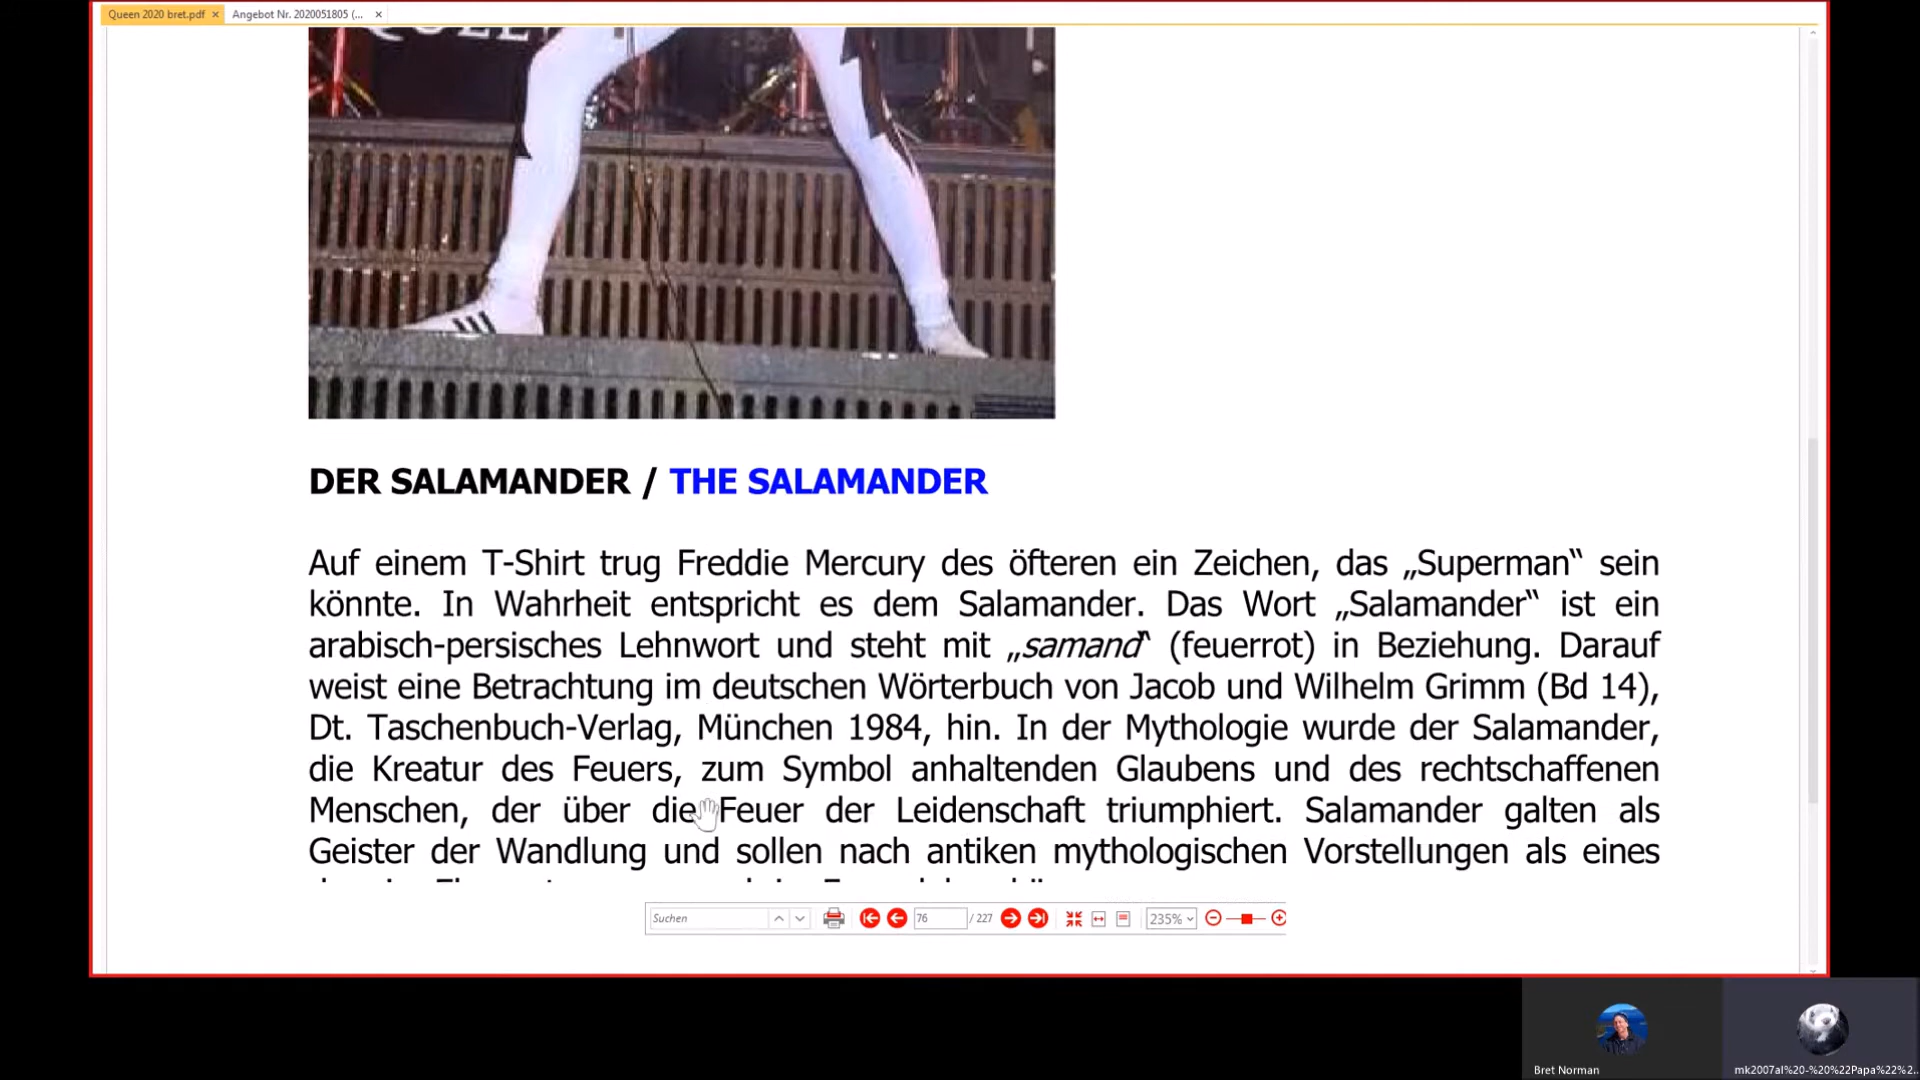 Queen 2020 bret.pdf
Angebot Nr. 2020051805 (...
DER SALAMANDER / THE SALAMANDER
Auf einem T-Shirt trug Freddie Mercury des öfteren ein Zeichen, das „Superman“ sein
könnte. In Wahrheit entspricht es dem Salamander. Das Wort „Salamander“ ist ein
arabisch-persisches Lehnwort und steht mit „samand“ (feuerrot) in Beziehung. Darauf
weist eine Betrachtung im deutschen Wörterbuch von Jacob und Wilhelm Grimm (Bd 14),
Dt. Taschenbuch-Verlag, München 1984, hin. In der Mythologie wurde der Salamander,
die Kreatur des Feuers, zum Symbol anhaltenden Glaubens und des rechtschaffenen
Menschen, der über die Feuer der Leidenschaft triumphiert. Salamander galten als
Geister der Wandlung und sollen nach antiken mythologischen Vorstellungen als eines
Suchen
76
/ 227
235%
Bret Norman
mk2007al%20-%20%22Papa%22%2...